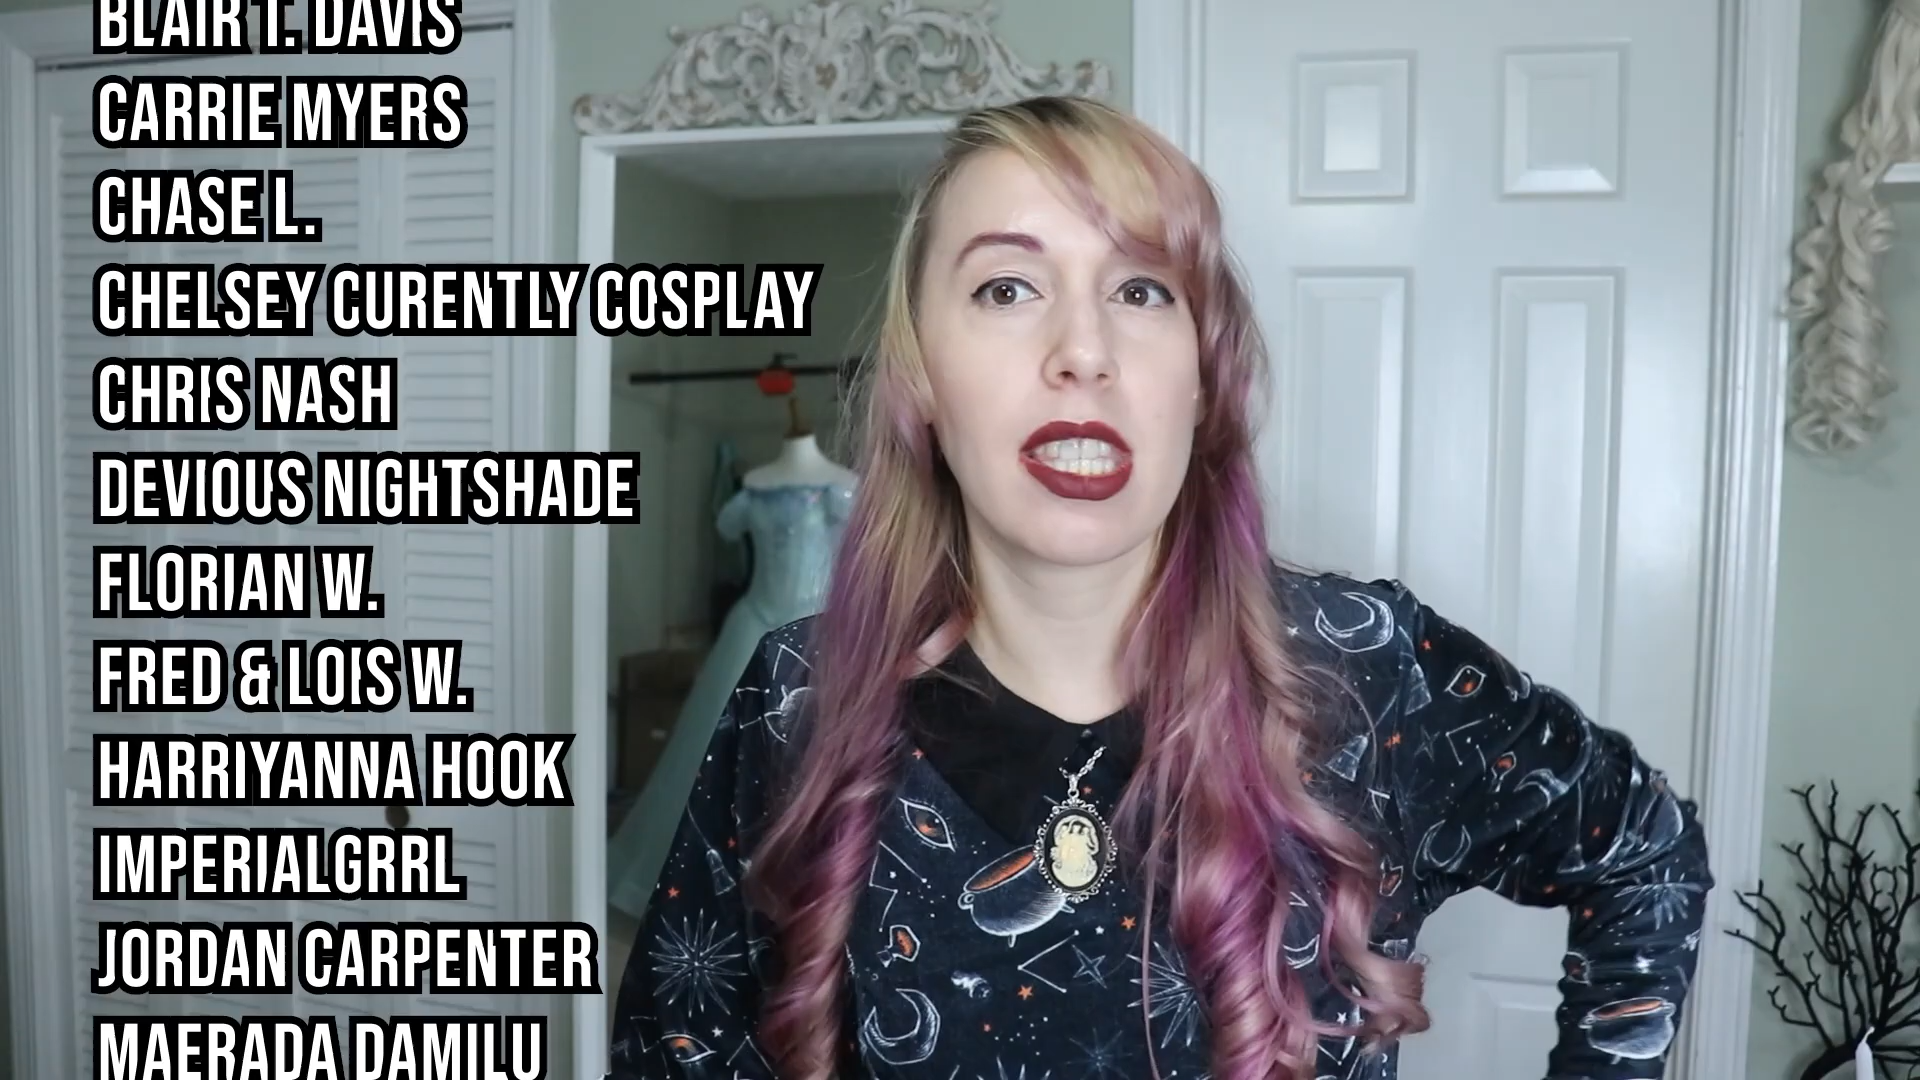 BLAIR T. DAVIS
CARRIE MYERS
CHASE L.
CHELSEY CURENTLY COSPLAY
CHRIS NASH
DEVIOUS NIGHTSHADE
FLORIAN W.
FRED & LOIS W.
HARRIYANNA HOOK
IMPERIALGRRL
JORDAN CARPENTER
MAERADA DAMILU